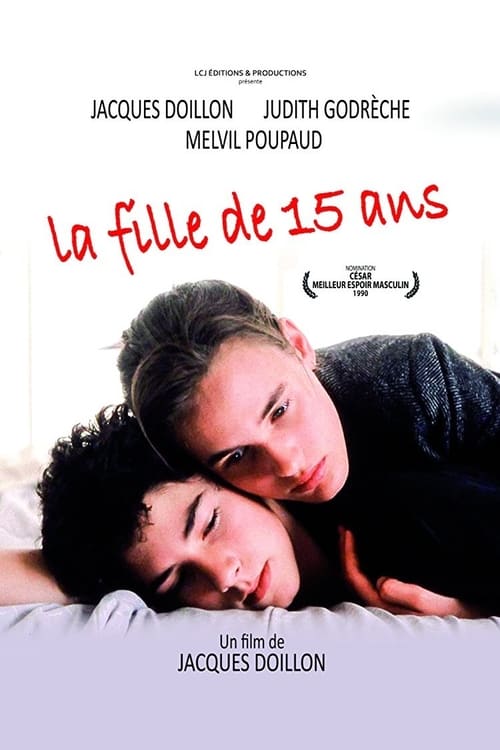 LCJ ÉDITIONS & PRODUCTIONS
présente
JACQUES DOILLON JUDITH GODRÈCHE
MELVIL POUPAUD
la fille de 15 ans
NOMINATION
CÉSAR
MEILLEUR ESPOIR MASCULIN
1990
Un film de
JACQUES DOILLON